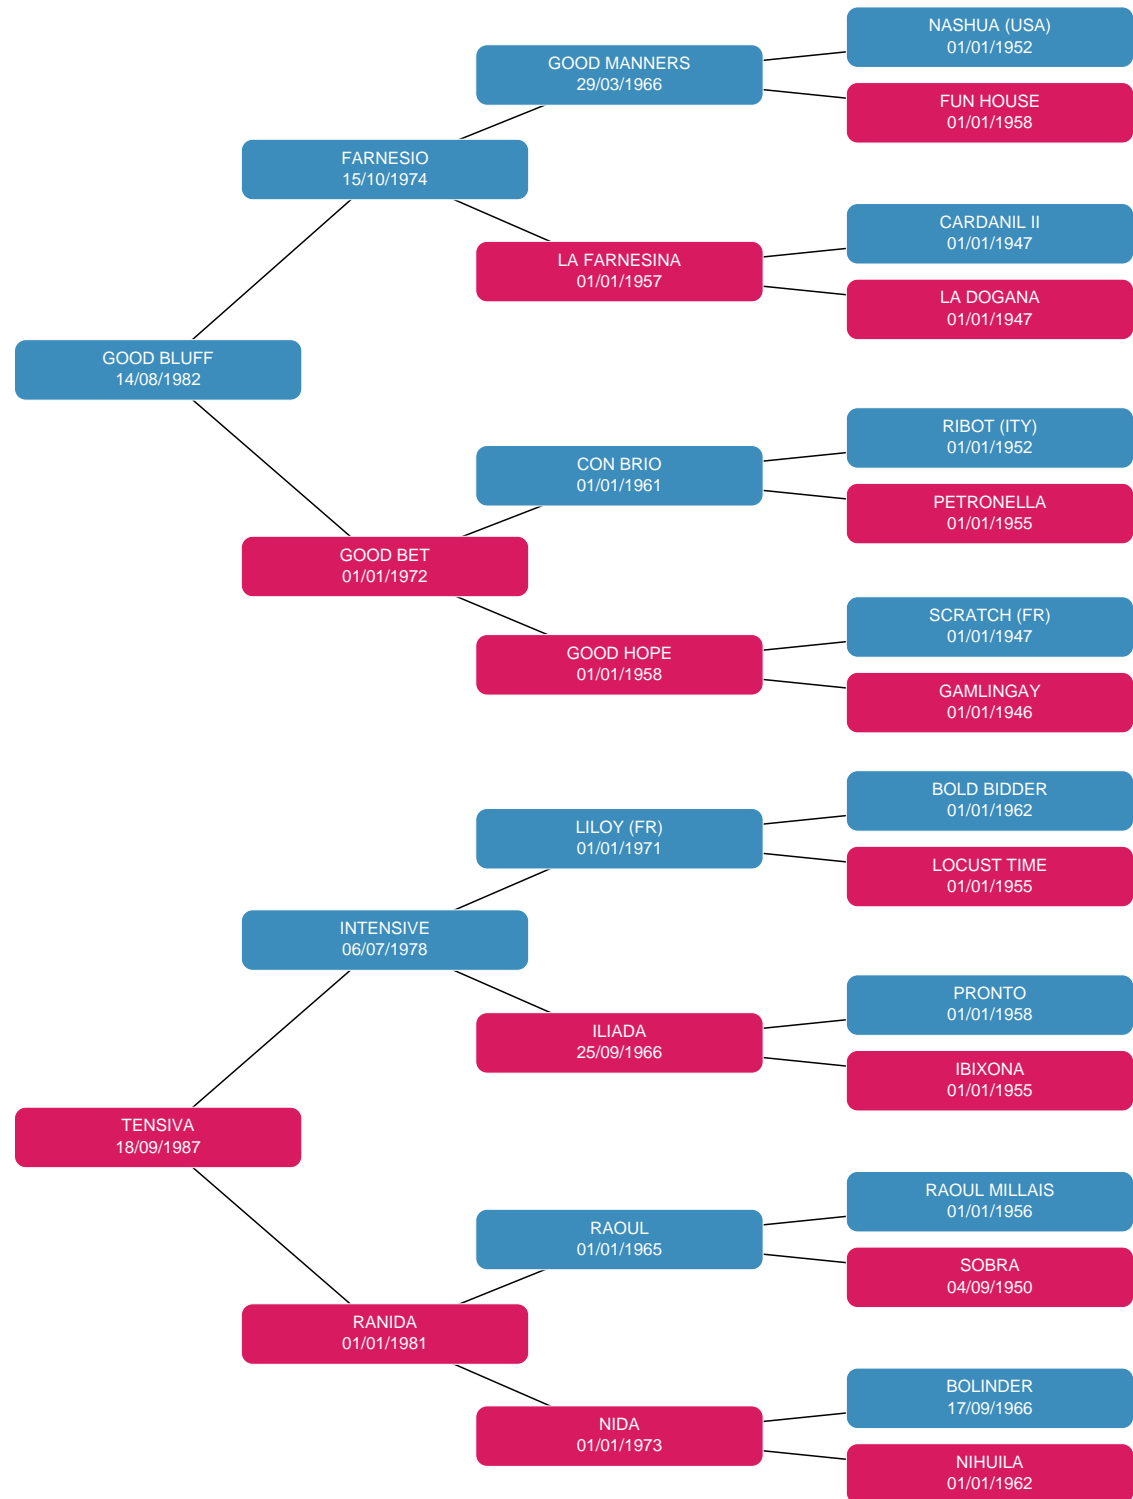 NASHUA (USA)
01/01/1952
GOOD MANNERS
29/03/1966
FUN HOUSE
01/01/1958
FARNESIO
15/10/1974
CARDANIL II
01/01/1947
LA FARNESINA
01/01/1957
LA DOGANA
01/01/1947
GOOD BLUFF
14/08/1982
RIBOT (ITY)
01/01/1952
CON BRIO
01/01/1961
PETRONELLA
01/01/1955
GOOD BET
01/01/1972
SCRATCH (FR)
01/01/1947
GOOD HOPE
01/01/1958
GAMLINGAY
01/01/1946
BOLD BIDDER
01/01/1962
LILOY (FR)
01/01/1971
LOCUST TIME
01/01/1955
INTENSIVE
06/07/1978
PRONTO
01/01/1958
ILIADA
25/09/1966
IBIXONA
01/01/1955
TENSIVA
18/09/1987
RAOUL MILLAIS
01/01/1956
RAOUL
01/01/1965
SOBRA
04/09/1950
RANIDA
01/01/1981
BOLINDER
17/09/1966
NIDA
01/01/1973
NIHUILA
01/01/1962